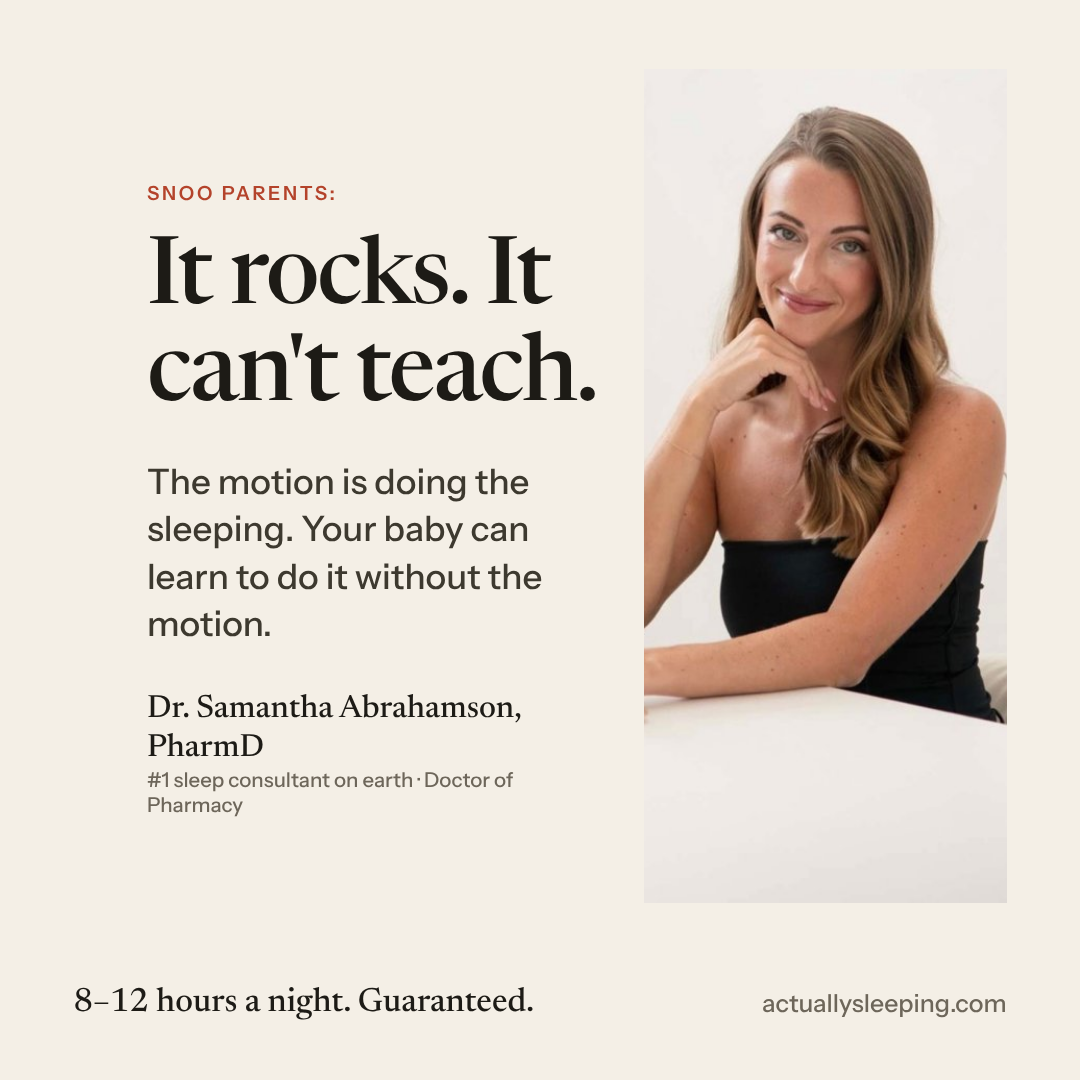 SNOO PARENTS:
It rocks. It
can't teach.
The motion is doing the
sleeping. Your baby can
learn to do it without the
motion.
Dr. Samantha Abrahamson,
PharmD
#1 sleep consultant on earth · Doctor of
Pharmacy
8–12 hours a night. Guaranteed.
actuallysleeping.com